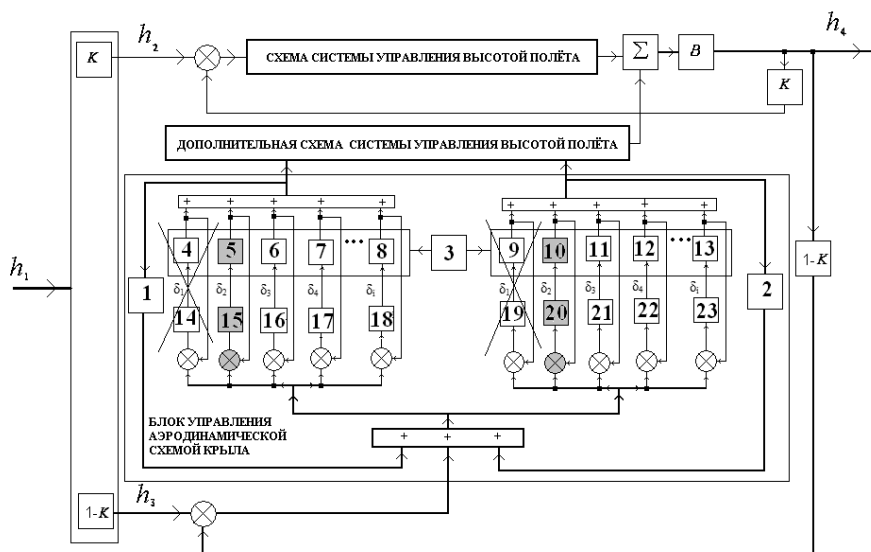 h₂
h₄
K
СХЕМА СИСТЕМЫ УПРАВЛЕНИЯ ВЫСОТОЙ ПОЛЁТА
Σ
B
K
ДОПОЛНИТЕЛЬНАЯ СХЕМА СИСТЕМЫ УПРАВЛЕНИЯ ВЫСОТОЙ ПОЛЁТА
+ + + + +
+ + + + +
4 5 6 7 ... 8
3
9 10 11 12 ... 13
1-K
h₁
1
δ₁ δ₂ δ₃ δ₄ δᵢ
δ₁ δ₂ δ₃ δ₄ δᵢ
2
14 15 16 17 18
19 20 21 22 23
БЛОК УПРАВЛЕНИЯ
АЭРОДИНАМИЧЕСКОЙ
СХЕМОЙ КРЫЛА
+ + +
h₃
1-K